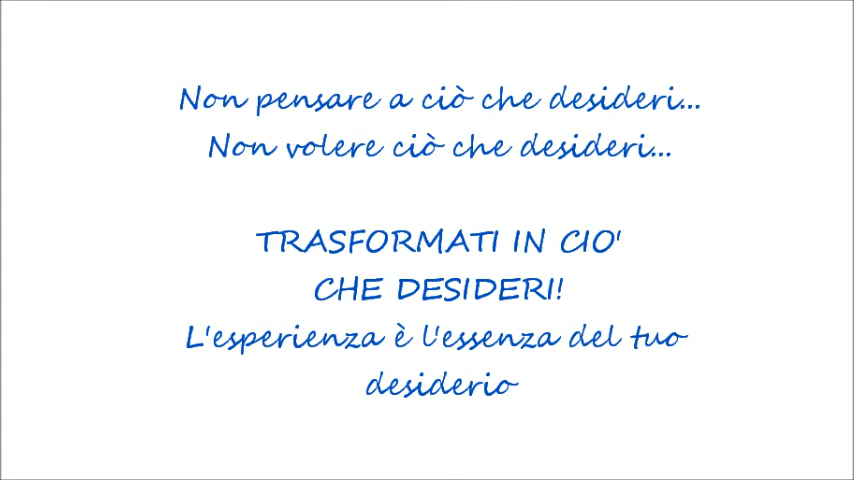 Non pensare a ciò che desideri...
Non volere ciò che desideri...
TRASFORMATI IN CIO'
CHE DESIDERI!
L'esperienza è l'essenza del tuo
desiderio